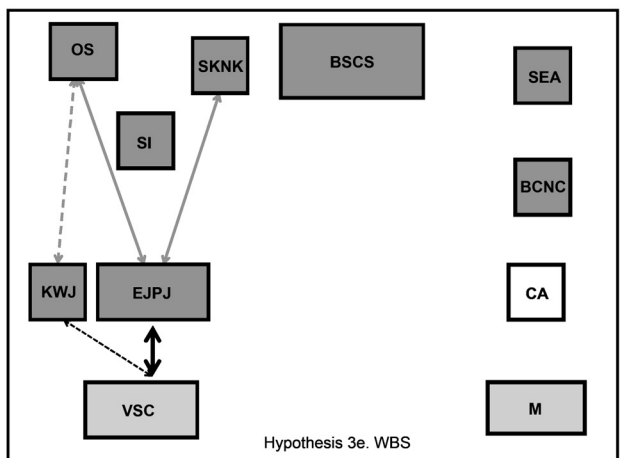 OS
SKNK
BSCS
SEA
SI
BCNC
KWJ
EJPJ
CA
VSC
M
Hypothesis 3e. WBS